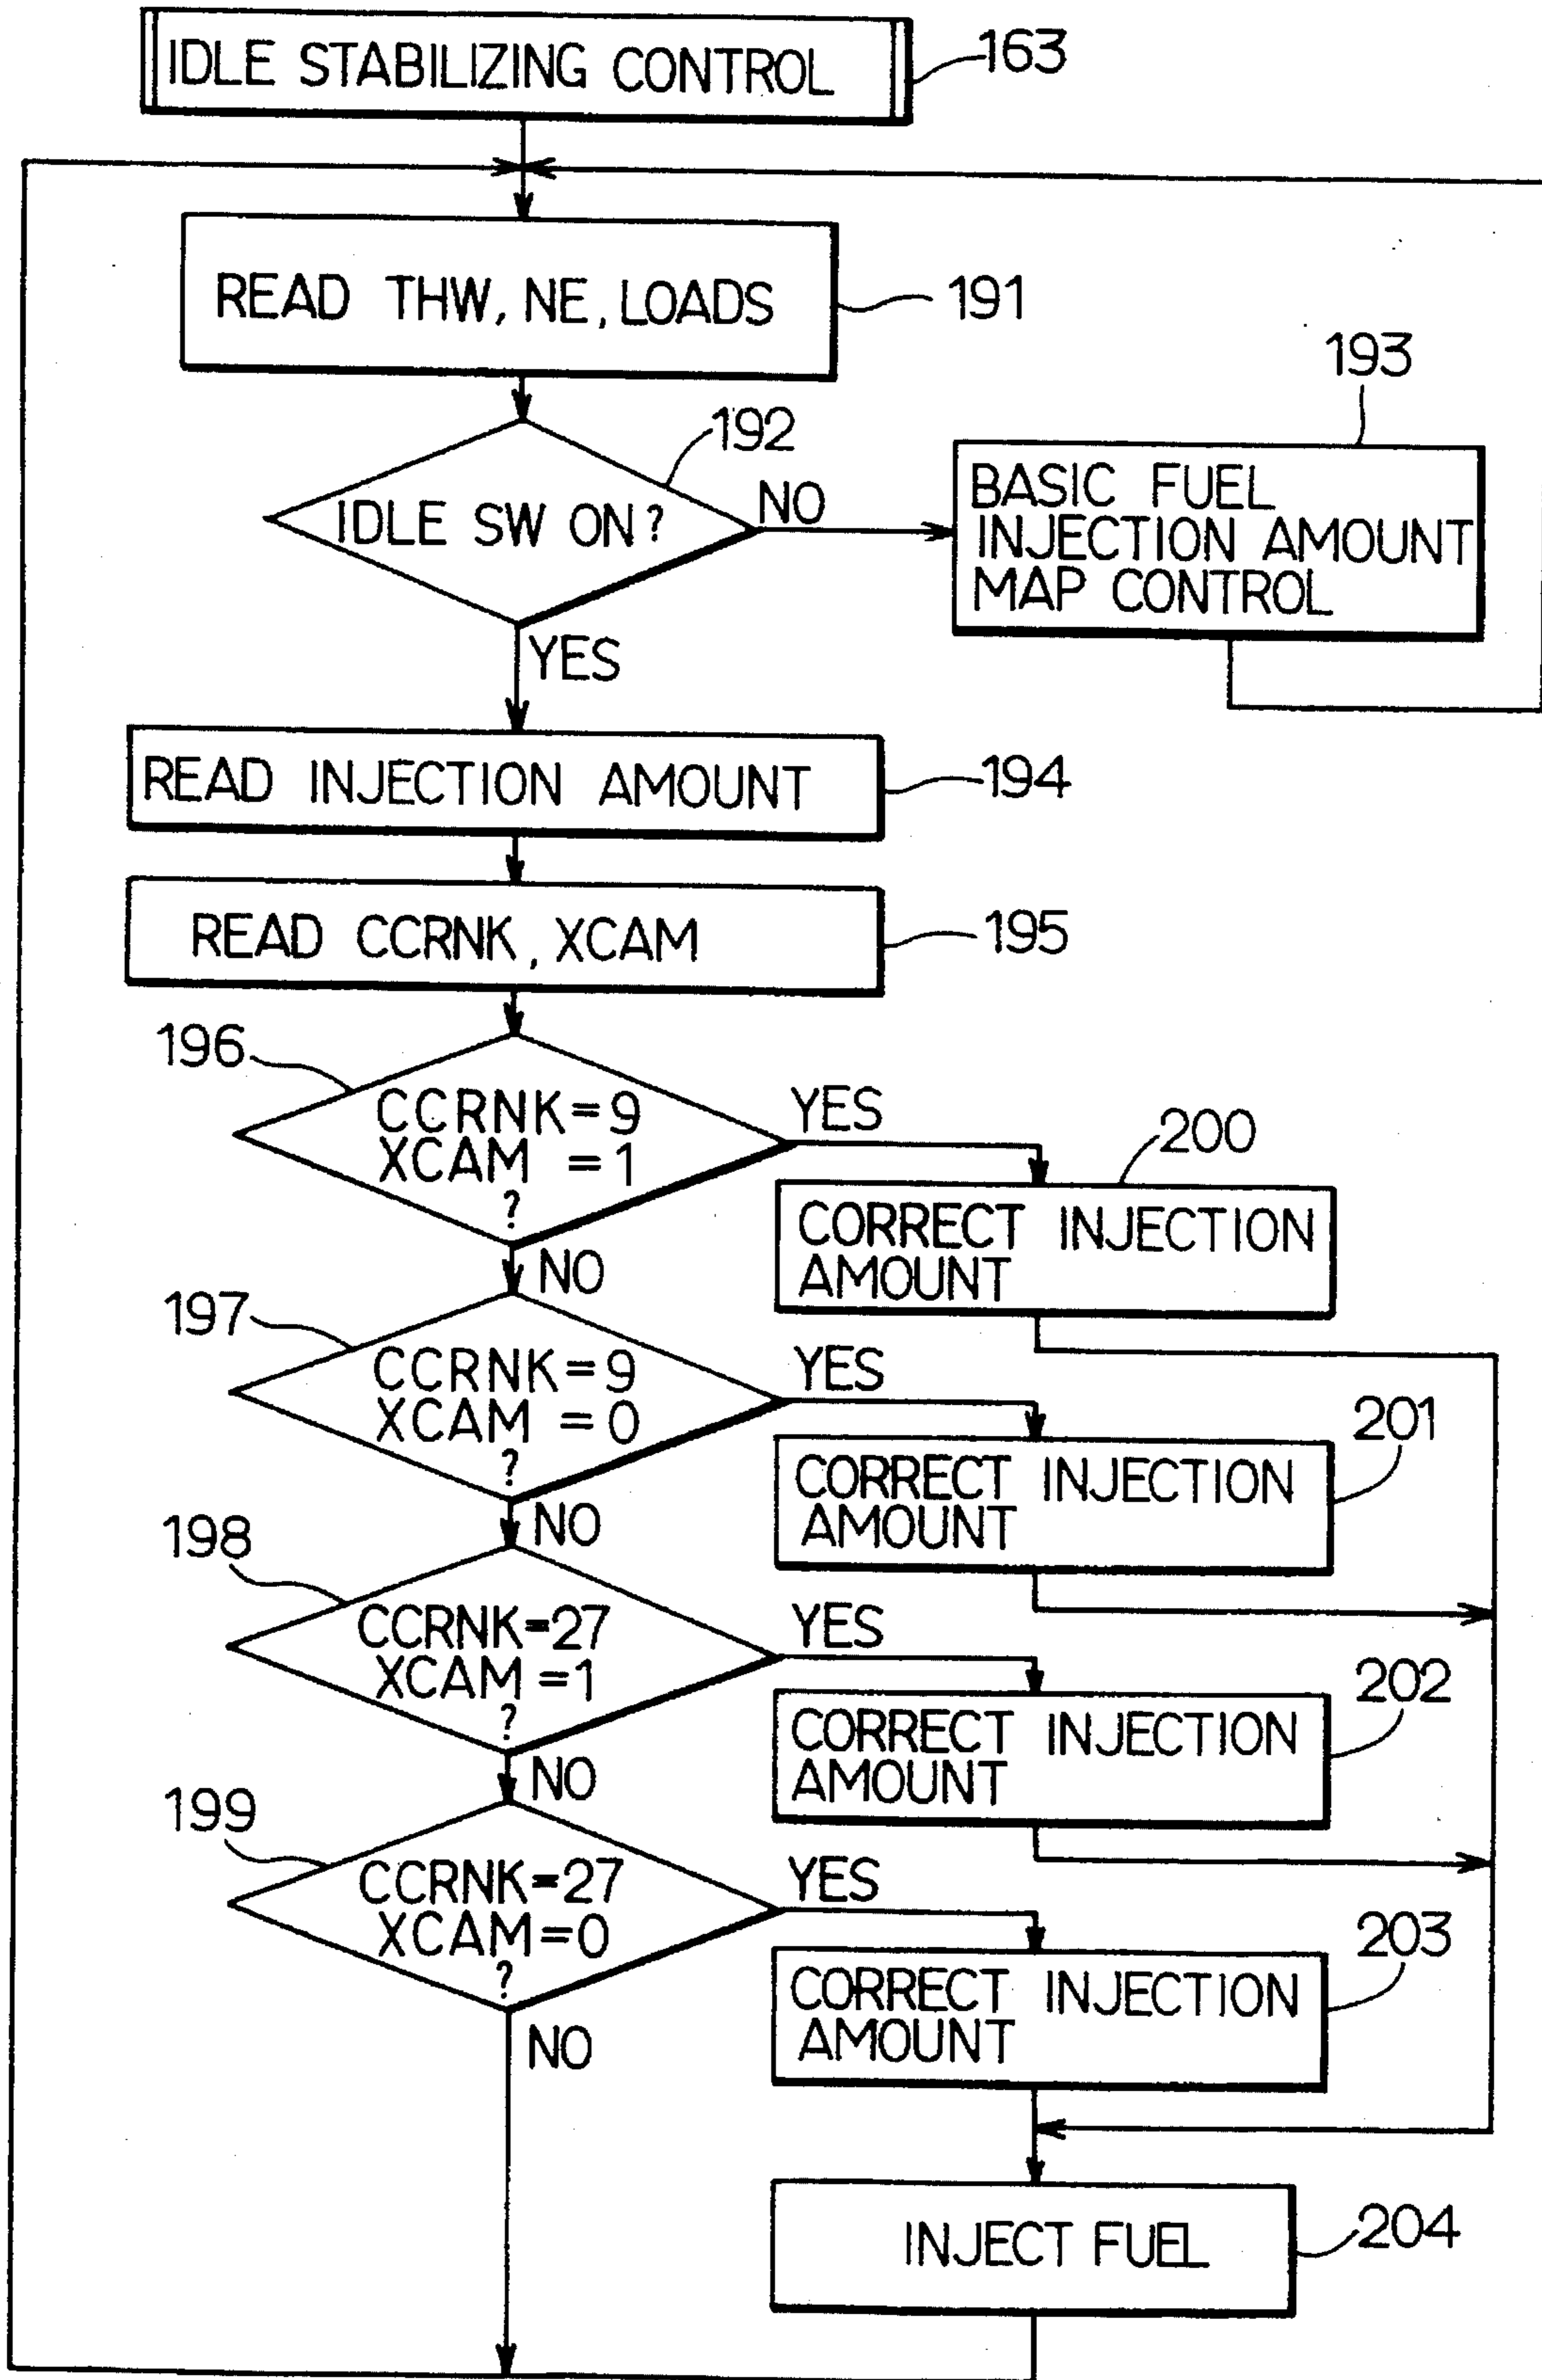 IDLE STABILIZING CONTROL
163
READ THW, NE, LOADS
191
193
192
IDLE SW ON?
NO
BASIC FUEL
INJECTION AMOUNT
MAP CONTROL
YES
READ INJECTION AMOUNT
194
READ CCRNK, XCAM
195
196
CCRNK=9
XCAM =1
?
YES
200
CORRECT INJECTION
AMOUNT
NO
197
CCRNK=9
XCAM =0
?
YES
201
CORRECT INJECTION
AMOUNT
NO
198
CCRNK=27
XCAM =1
?
YES
202
CORRECT INJECTION
AMOUNT
NO
199
CCRNK=27
XCAM=0
?
YES
203
CORRECT INJECTION
AMOUNT
NO
INJECT FUEL
204